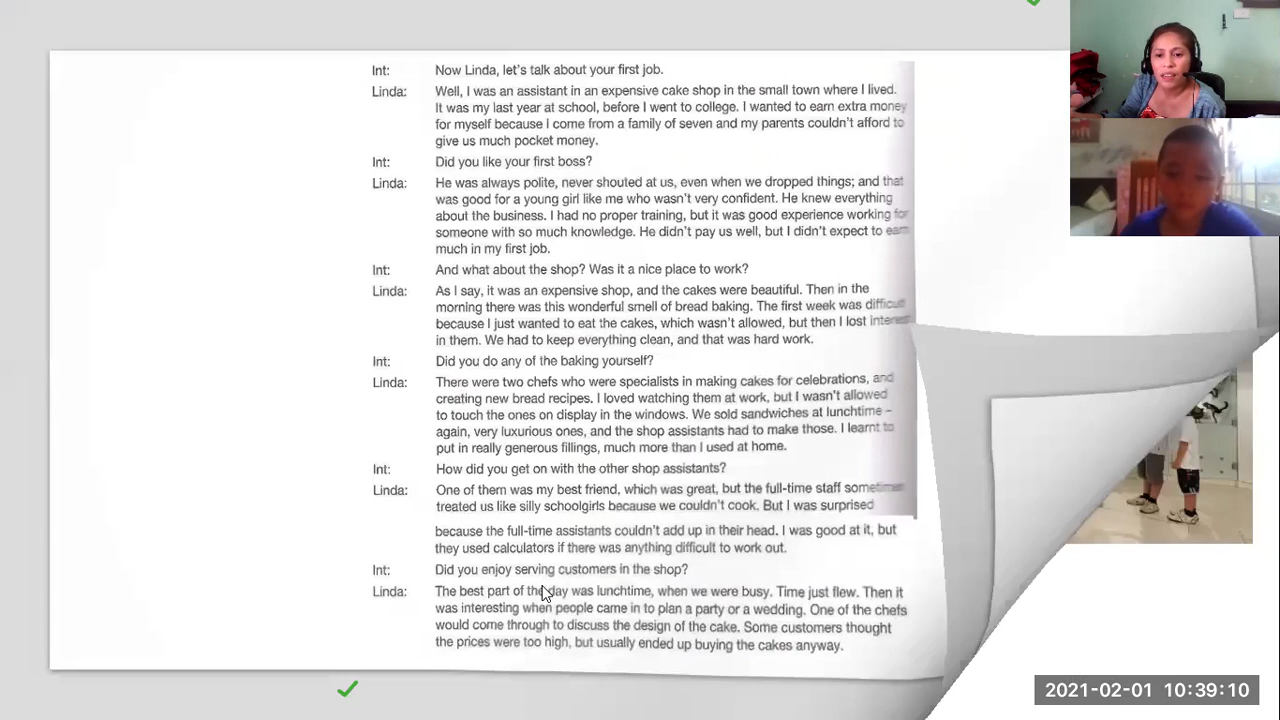 Int: Now Linda, let's talk about your first job.
Linda: Well, I was an assistant in an expensive cake shop in the small town where I lived.
It was my last year at school, before I went to college. I wanted to earn extra money
for myself because I come from a family of seven and my parents couldn't afford to
give us much pocket money.
Int: Did you like your first boss?
Linda: He was always polite, never shouted at us, even when we dropped things; and that
was good for a young girl like me who wasn't very confident. He knew everything
about the business. I had no proper training, but it was good experience working for
someone with so much knowledge. He didn't pay us well, but I didn't expect to earn
much in my first job.
Int: And what about the shop? Was it a nice place to work?
Linda: As I say, it was an expensive shop, and the cakes were beautiful. Then in the
morning there was this wonderful smell of bread baking. The first week was difficult
because I just wanted to eat the cakes, which wasn't allowed, but then I lost interest
in them. We had to keep everything clean, and that was hard work.
Int: Did you do any of the baking yourself?
Linda: There were two chefs who were specialists in making cakes for celebrations, and
creating new bread recipes. I loved watching them at work, but I wasn't allowed
to touch the ones on display in the windows. We sold sandwiches at lunchtime –
again, very luxurious ones, and the shop assistants had to make those. I learnt to
put in really generous fillings, much more than I used at home.
Int: How did you get on with the other shop assistants?
Linda: One of them was my best friend, which was great, but the full-time staff sometimes
treated us like silly schoolgirls because we couldn't cook. But I was surprised
because the full-time assistants couldn't add up in their head. I was good at it, but
they used calculators if there was anything difficult to work out.
Int: Did you enjoy serving customers in the shop?
Linda: The best part of the day was lunchtime, when we were busy. Time just flew. Then it
was interesting when people came in to plan a party or a wedding. One of the chefs
would come through to discuss the design of the cake. Some customers thought
the prices were too high, but usually ended up buying the cakes anyway.
2021-02-01 10:39:10